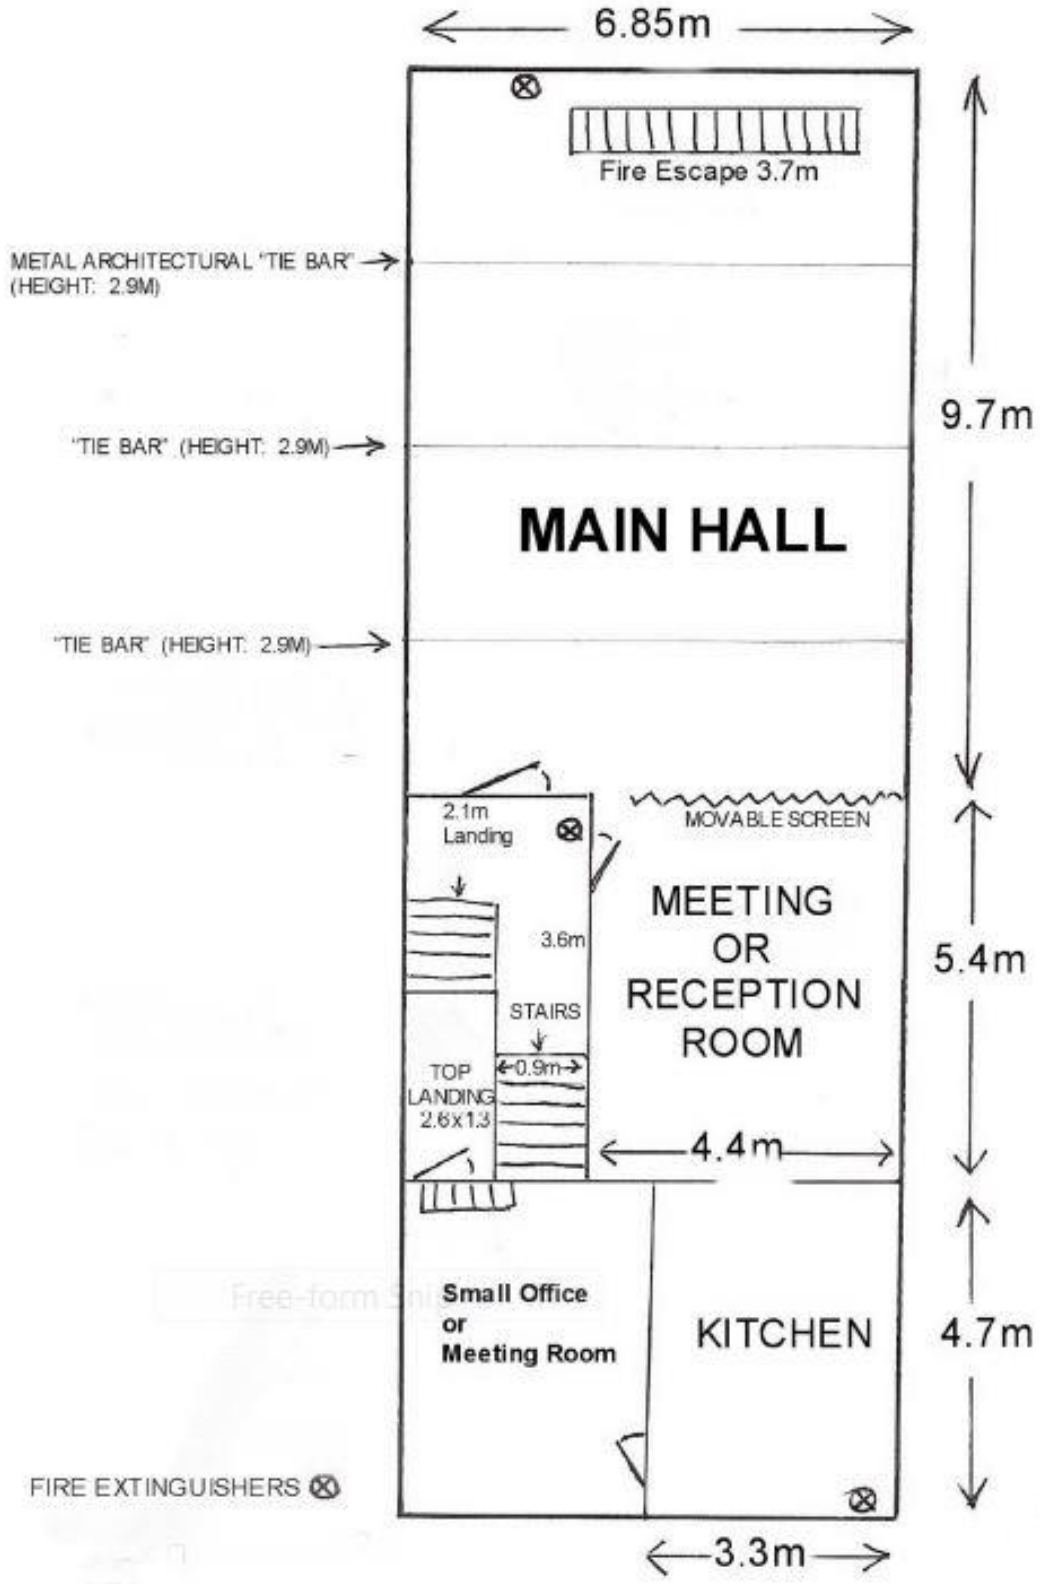 6.85m
Fire Escape 3.7m
METAL ARCHITECTURAL "TIE BAR"
(HEIGHT: 2.9M)
9.7m
"TIE BAR" (HEIGHT: 2.9M)
MAIN HALL
"TIE BAR" (HEIGHT: 2.9M)
2.1m
Landing
MOVABLE SCREEN
MEETING
OR
RECEPTION
ROOM
3.6m
5.4m
STAIRS
0.9m
TOP
LANDING
2.6x1.3
4.4m
Free-form Snip
Small Office
or
Meeting Room
KITCHEN
4.7m
FIRE EXTINGUISHERS
3.3m